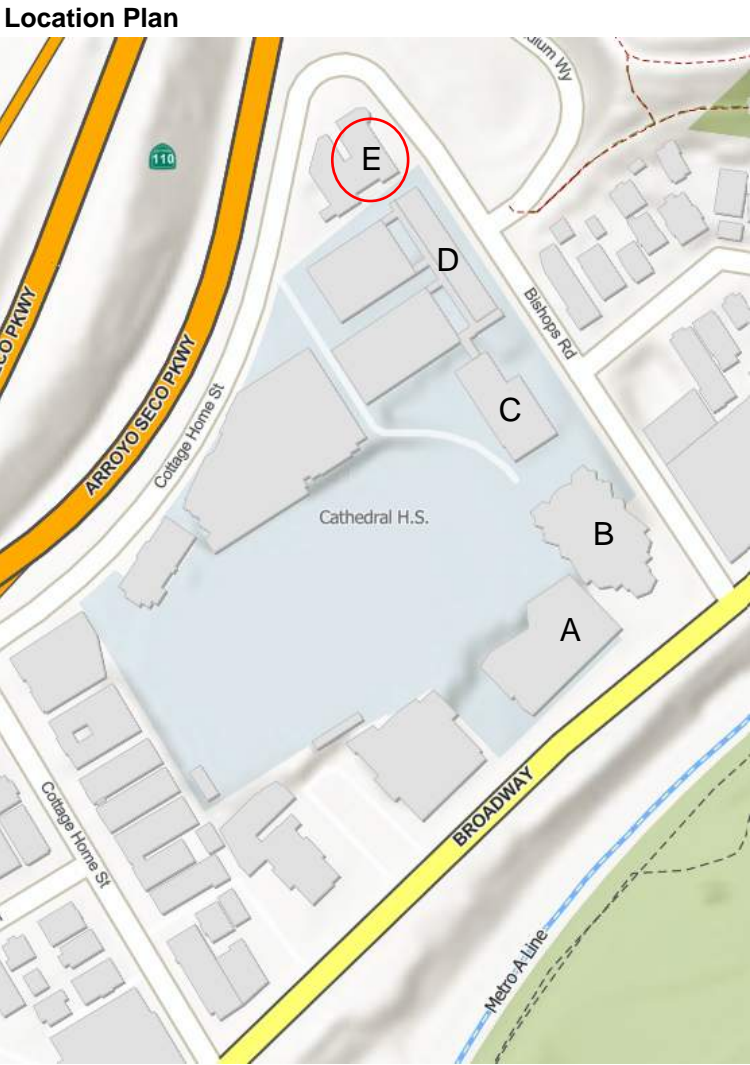 Location Plan
Wy
110
E
D
Bishops Rd
CO PKWY
ARROYO SECO PKWY
Cottage Home St
C
Cathedral H.S.
B
A
BROADWAY
Cottage Home St
Metro A Line